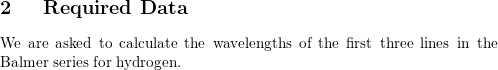 2 Required Data
We are asked to calculate the wavelengths of the first three lines in the
Balmer series for hydrogen.